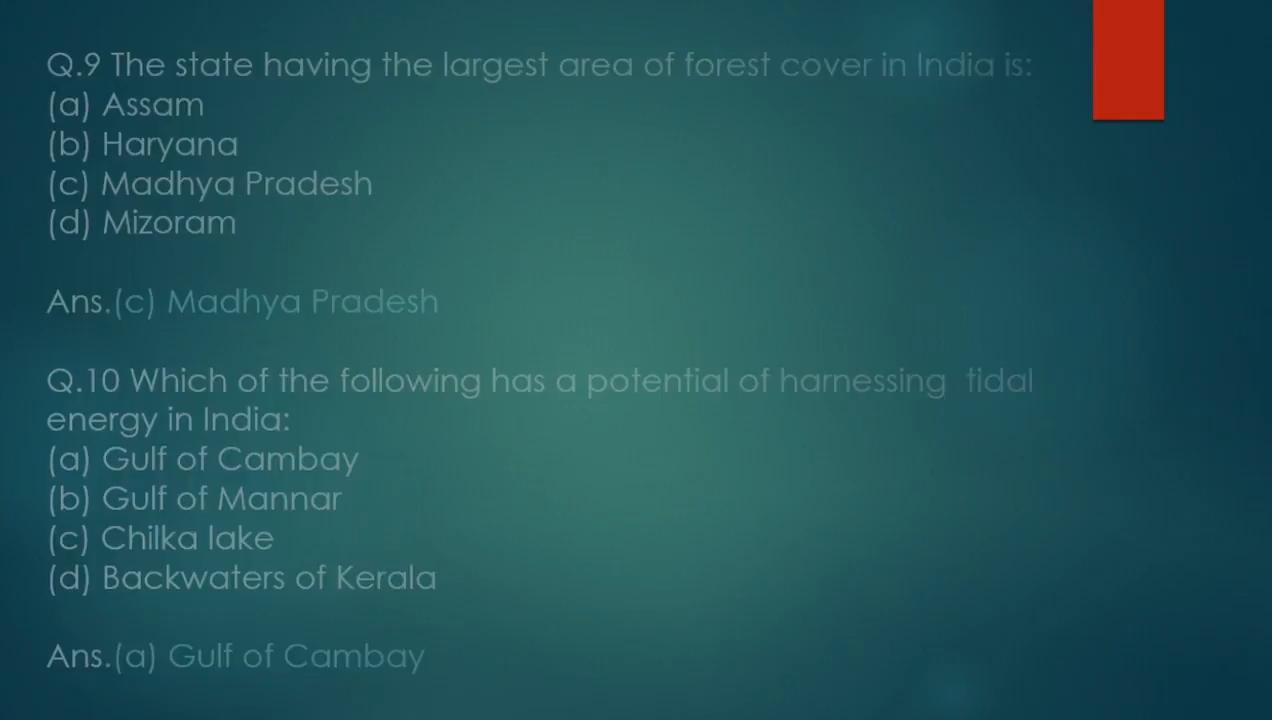 Q.9 The state having the largest area of forest cover in India is:
(a) Assam
(b) Haryana
(c) Madhya Pradesh
(d) Mizoram
Ans.(c) Madhya Pradesh
Q.10 Which of the following has a potential of harnessing  tidal
energy in India:
(a) Gulf of Cambay
(b) Gulf of Mannar
(c) Chilka lake
(d) Backwaters of Kerala
Ans.(a) Gulf of Cambay